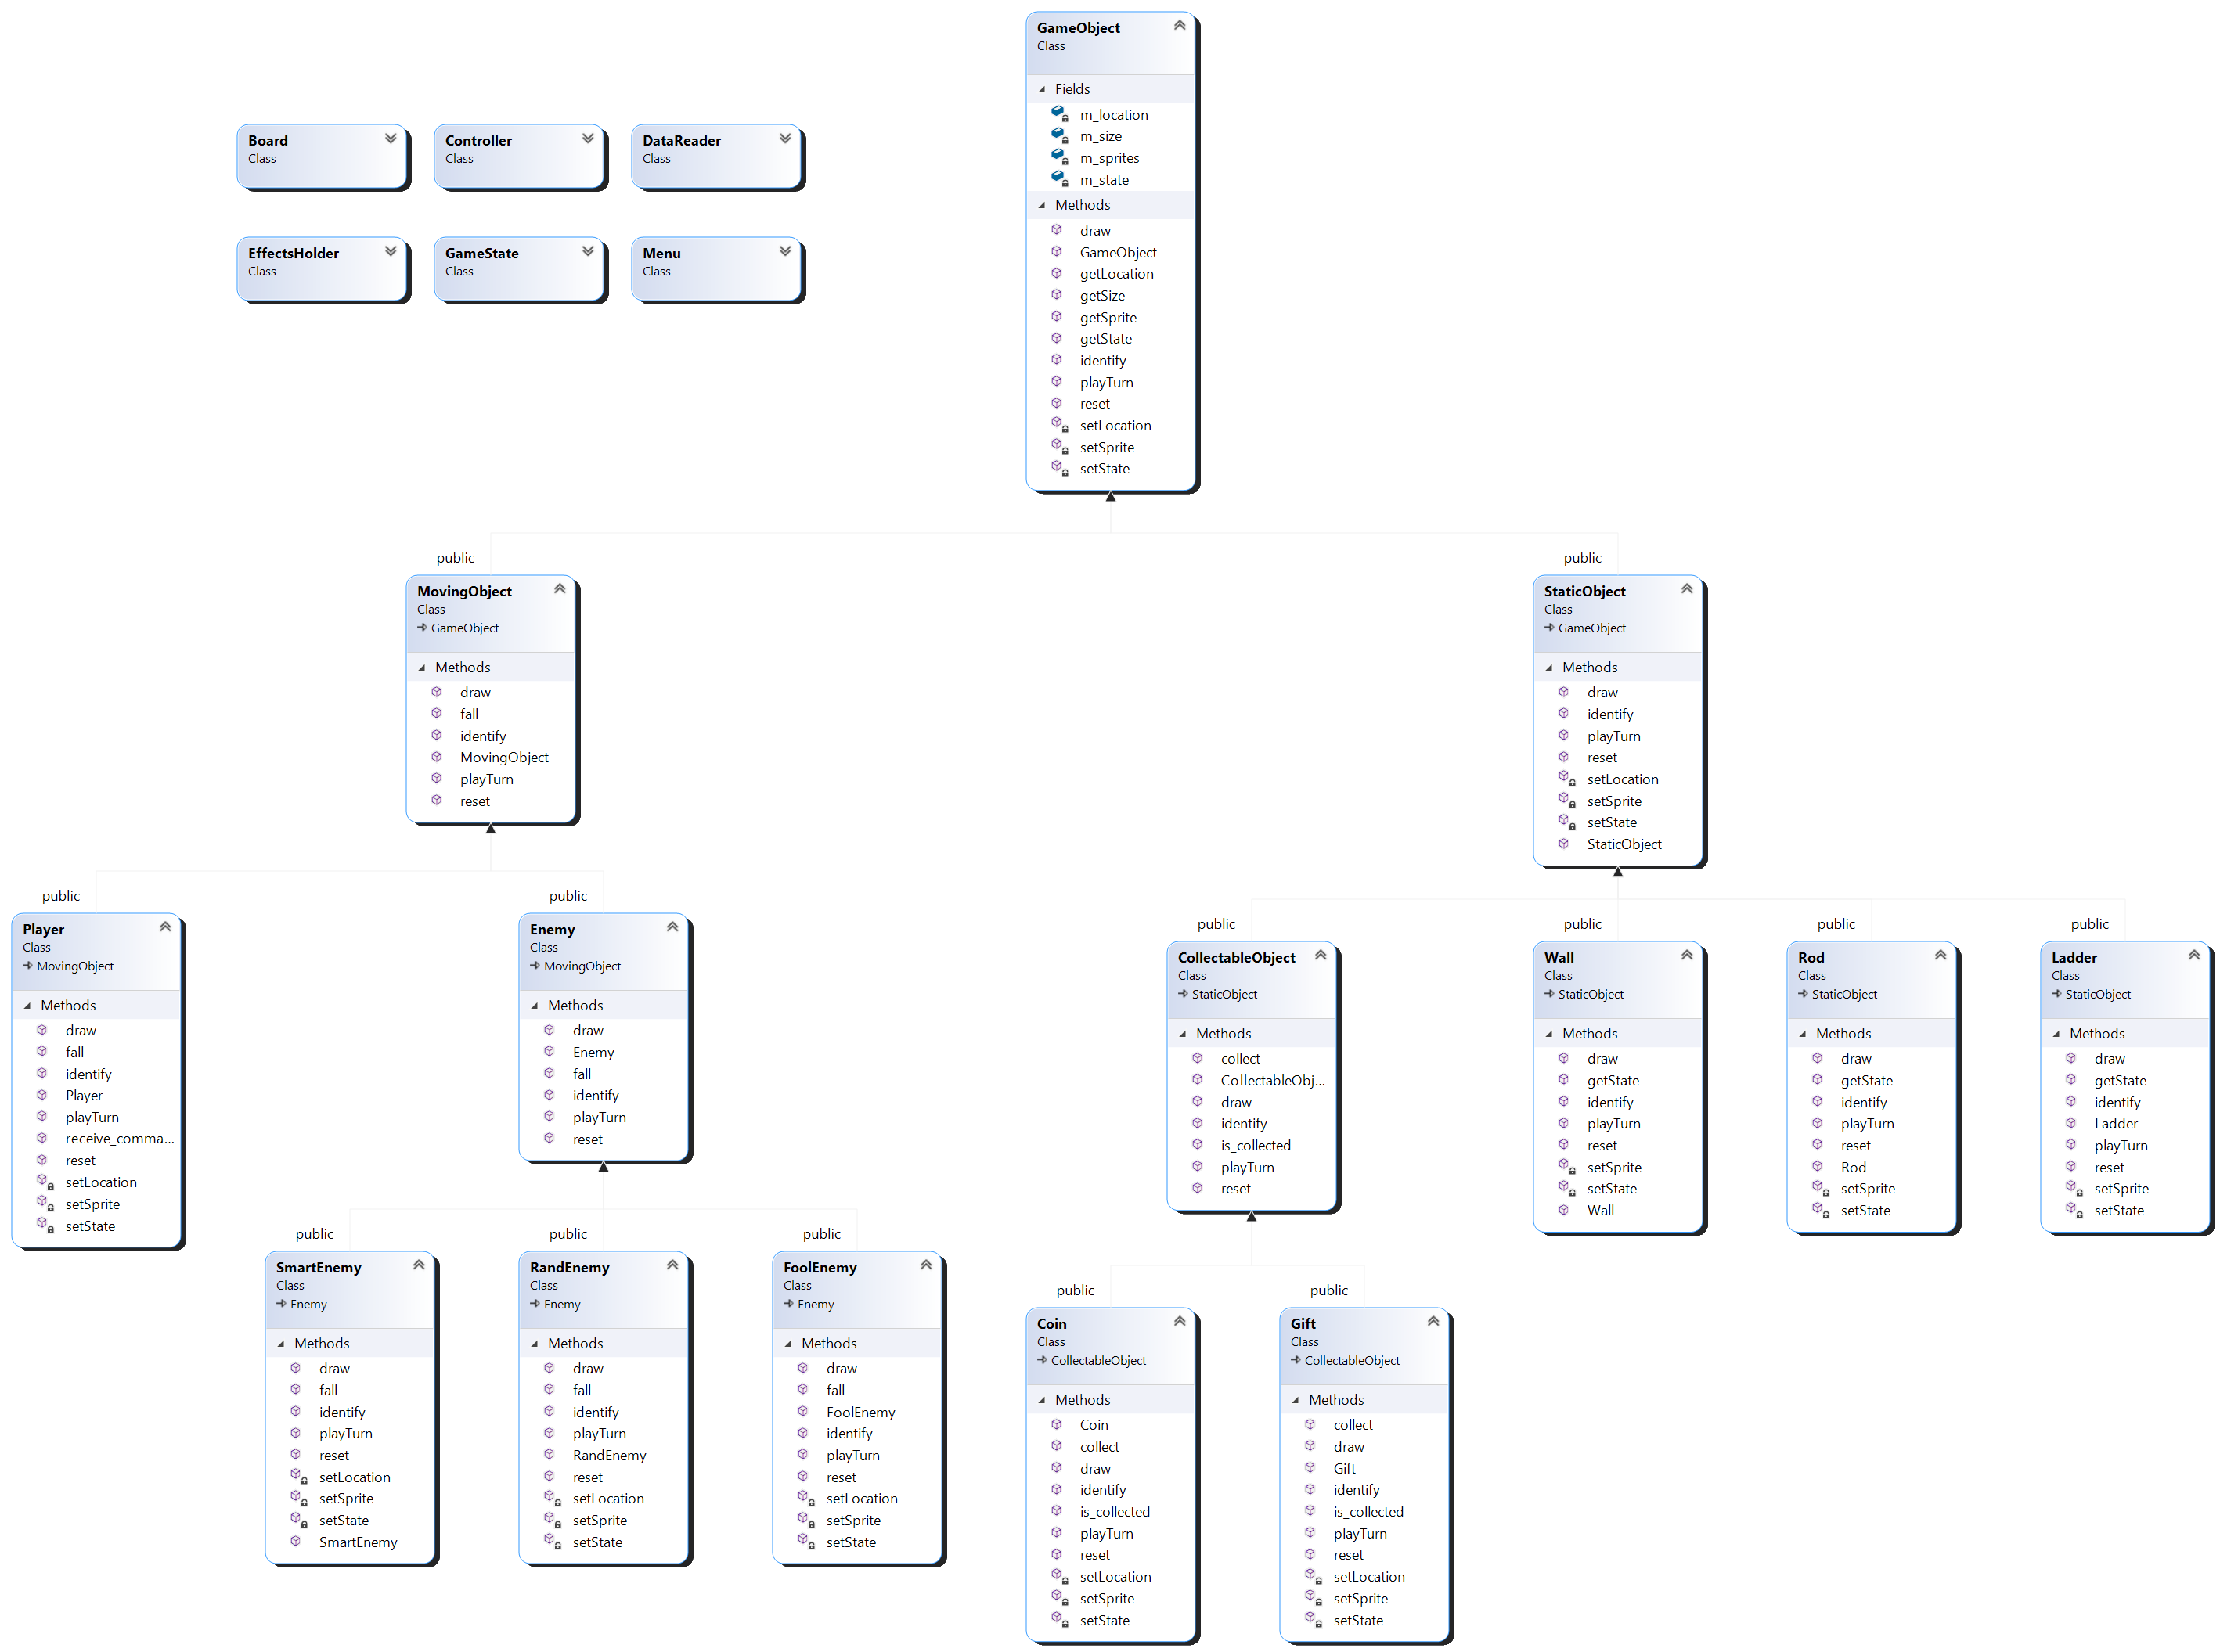 GameObject
Class
Fields
m_location
m_size
m_sprites
m_state
Methods
draw
GameObject
getLocation
getSize
getSprite
getState
identify
playTurn
reset
setLocation
setSprite
setState
Board
Class
Controller
Class
DataReader
Class
EffectsHolder
Class
GameState
Class
Menu
Class
public
MovingObject
Class
GameObject
Methods
draw
fall
identify
MovingObject
playTurn
reset
public
StaticObject
Class
GameObject
Methods
draw
identify
playTurn
reset
setLocation
setSprite
setState
StaticObject
public
Player
Class
MovingObject
Methods
draw
fall
identify
Player
playTurn
receive_comma...
reset
setLocation
setSprite
setState
public
Enemy
Class
MovingObject
Methods
draw
Enemy
fall
identify
playTurn
reset
public
CollectableObject
Class
StaticObject
Methods
collect
CollectableObj...
draw
identify
is_collected
playTurn
reset
public
Wall
Class
StaticObject
Methods
draw
getState
identify
playTurn
reset
setSprite
setState
Wall
public
Rod
Class
StaticObject
Methods
draw
getState
identify
playTurn
reset
Rod
setSprite
setState
public
Ladder
Class
StaticObject
Methods
draw
getState
identify
Ladder
playTurn
reset
setSprite
setState
public
SmartEnemy
Class
Enemy
Methods
draw
fall
identify
playTurn
reset
setLocation
setSprite
setState
SmartEnemy
public
RandEnemy
Class
Enemy
Methods
draw
fall
identify
playTurn
RandEnemy
reset
setLocation
setSprite
setState
public
FoolEnemy
Class
Enemy
Methods
draw
fall
FoolEnemy
identify
playTurn
reset
setLocation
setSprite
setState
public
Coin
Class
CollectableObject
Methods
Coin
collect
draw
identify
is_collected
playTurn
reset
setLocation
setSprite
setState
public
Gift
Class
CollectableObject
Methods
collect
draw
Gift
identify
is_collected
playTurn
reset
setLocation
setSprite
setState